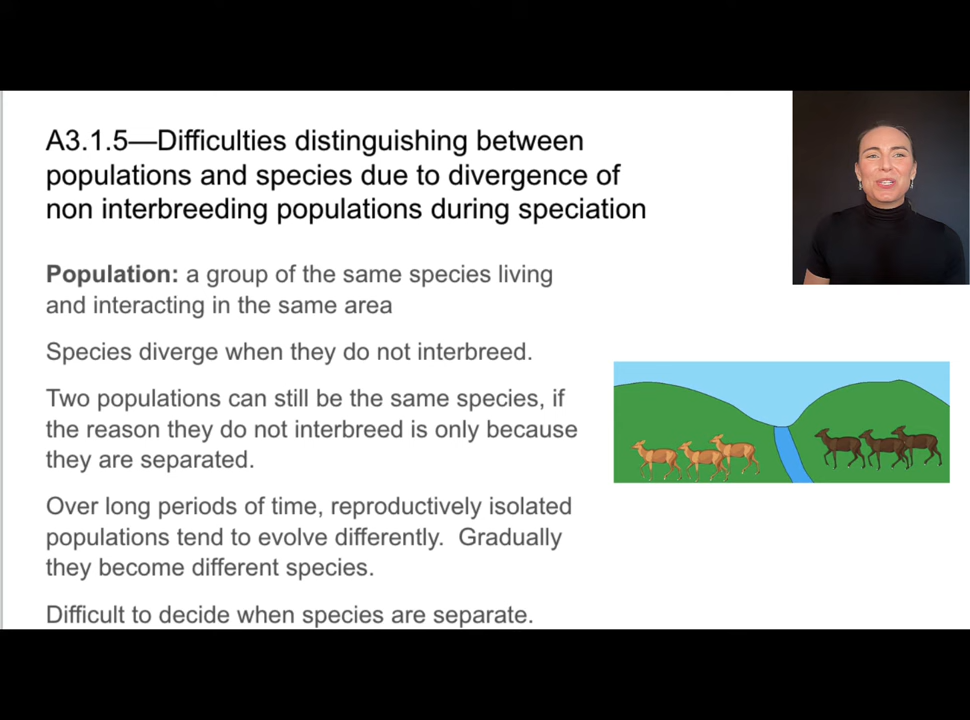 A3.1.5—Difficulties distinguishing between
populations and species due to divergence of
non interbreeding populations during speciation
Population: a group of the same species living
and interacting in the same area
Species diverge when they do not interbreed.
Two populations can still be the same species, if
the reason they do not interbreed is only because
they are separated.
Over long periods of time, reproductively isolated
populations tend to evolve differently.  Gradually
they become different species.
Difficult to decide when species are separate.